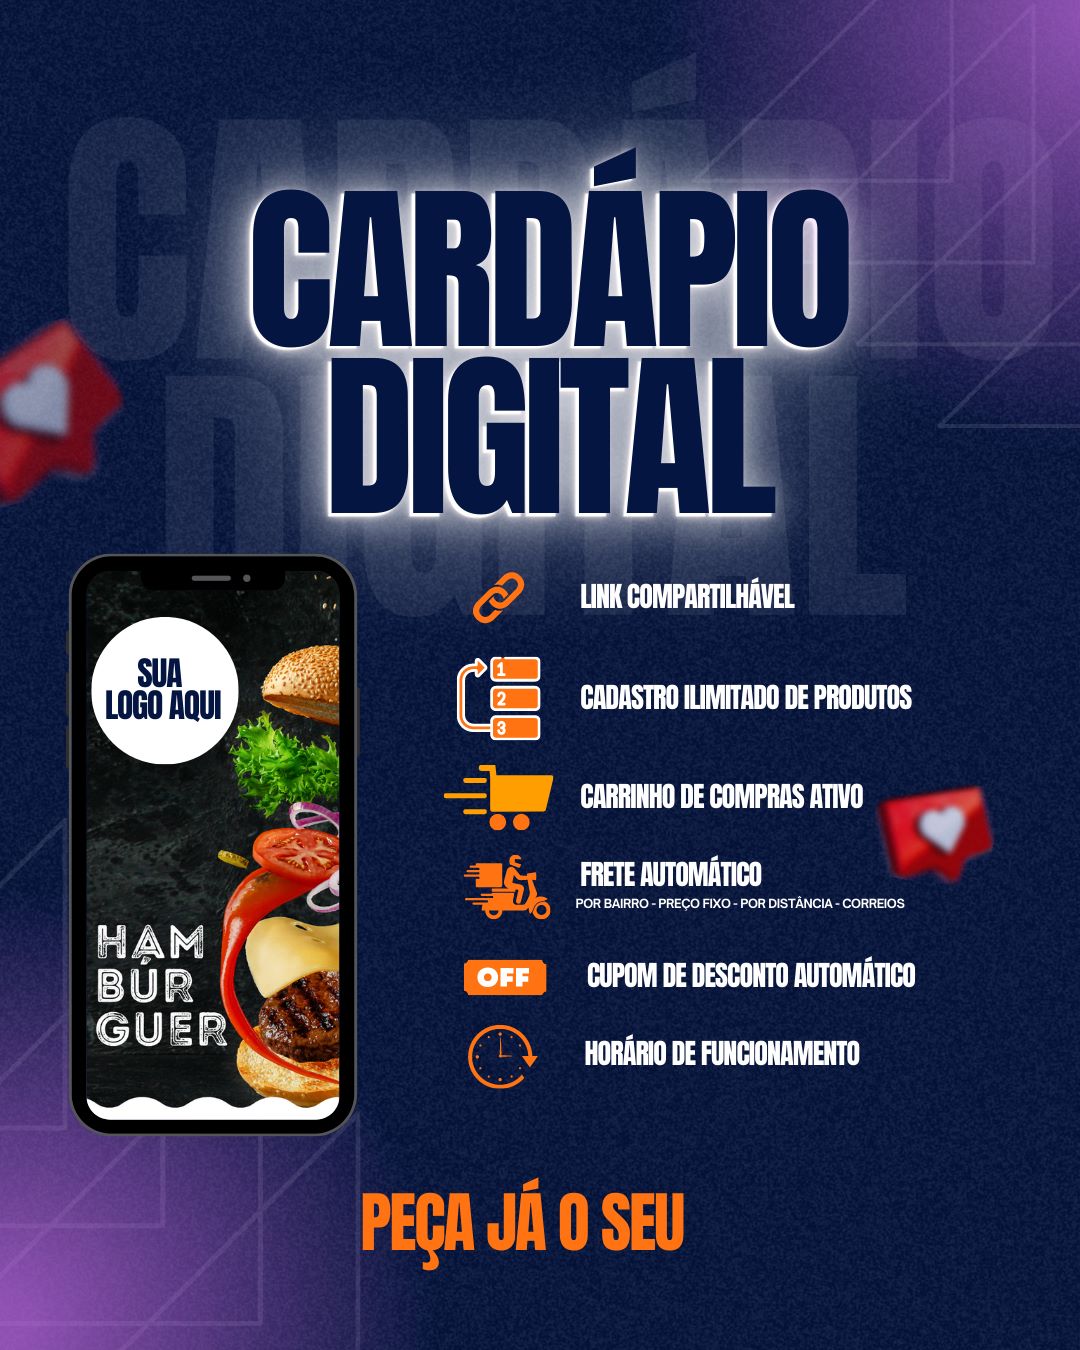 CARDÁPIO
DIGITAL
CARDÁPIO
DIGITAL
SUA
LOGO AQUI
HAM
BÚR
GUER
LINK COMPARTILHÁVEL
1
2
3
CADASTRO ILIMITADO DE PRODUTOS
CARRINHO DE COMPRAS ATIVO
FRETE AUTOMÁTICO
POR BAIRRO - PREÇO FIXO - POR DISTÂNCIA - CORREIOS
OFF
CUPOM DE DESCONTO AUTOMÁTICO
HORÁRIO DE FUNCIONAMENTO
PEÇA JÁ O SEU